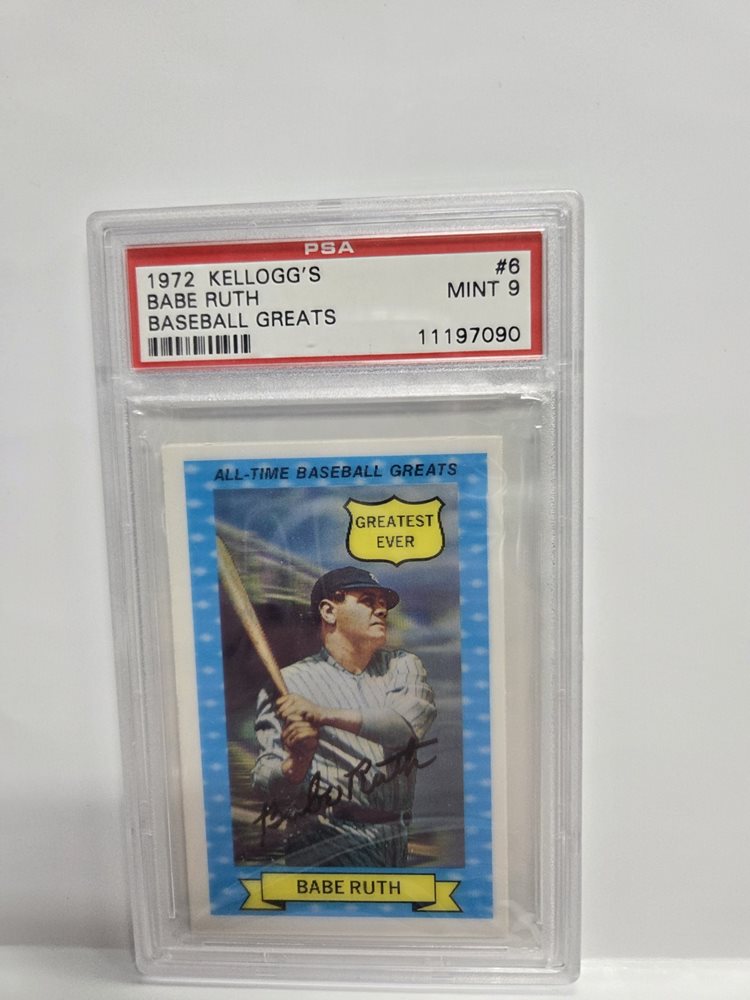 PSA
1972 KELLOGG'S #6
BABE RUTH MINT 9
BASEBALL GREATS
11197090
ALL-TIME BASEBALL GREATS
GREATEST
EVER
Babe Ruth
BABE RUTH